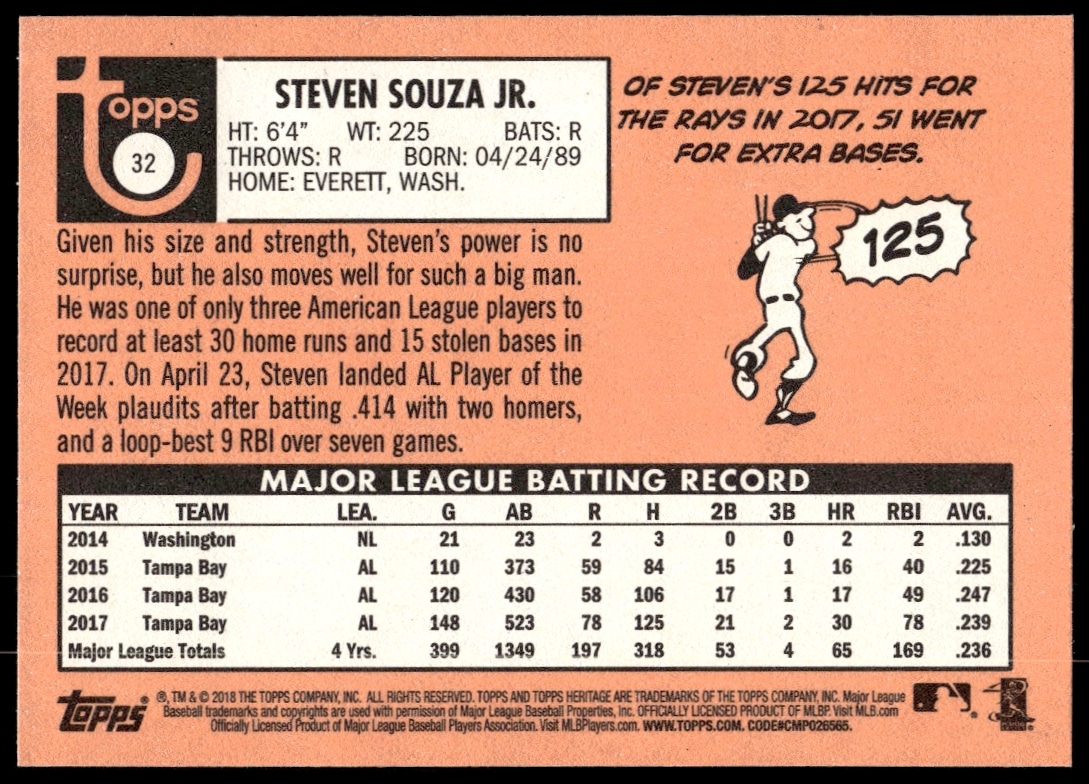 topps
32
STEVEN SOUZA JR.
HT: 6'4" WT: 225 BATS: R
THROWS: R BORN: 04/24/89
HOME: EVERETT, WASH.
OF STEVEN'S 125 HITS FOR
THE RAYS IN 2017, 51 WENT
FOR EXTRA BASES.
125
Given his size and strength, Steven's power is no
surprise, but he also moves well for such a big man.
He was one of only three American League players to
record at least 30 home runs and 15 stolen bases in
2017. On April 23, Steven landed AL Player of the
Week plaudits after batting .414 with two homers,
and a loop-best 9 RBI over seven games.
MAJOR LEAGUE BATTING RECORD
YEAR TEAM LEA. G AB R H 2B 3B HR RBI AVG.
2014 Washington NL 21 23 2 3 0 0 2 2 .130
2015 Tampa Bay AL 110 373 59 84 15 1 16 40 .225
2016 Tampa Bay AL 120 430 58 106 17 1 17 49 .247
2017 Tampa Bay AL 148 523 78 125 21 2 30 78 .239
Major League Totals 4 Yrs. 399 1349 197 318 53 4 65 169 .236
topps
®, TM & © 2018 THE TOPPS COMPANY, INC. ALL RIGHTS RESERVED. TOPPS AND TOPPS HERITAGE ARE TRADEMARKS OF THE TOPPS COMPANY, INC. Major League
Baseball trademarks and copyrights are used with permission of Major League Baseball Properties, Inc. OFFICIALLY LICENSED PRODUCT OF MLBP. Visit MLB.com
Officially Licensed Product of Major League Baseball Players Association. Visit MLBPlayers.com. WWW.TOPPS.COM. CODE#CMP026565.